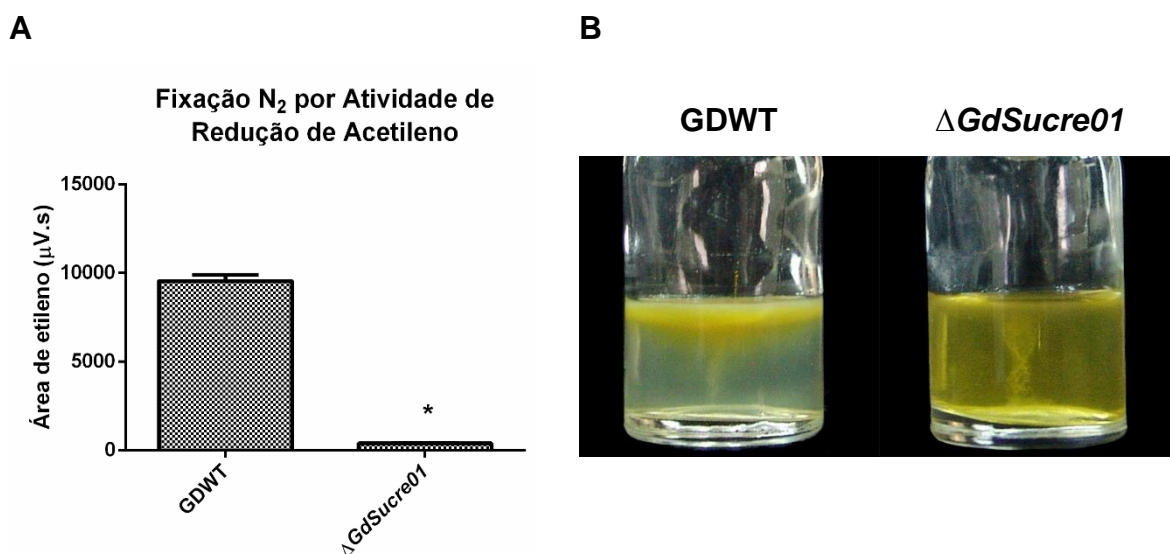 A
B
Fixação N₂ por Atividade de
Redução de Acetileno
Área de etileno (µV.s)
15000
10000
5000
0
*
GDWT
ΔGdSucre01
GDWT
ΔGdSucre01